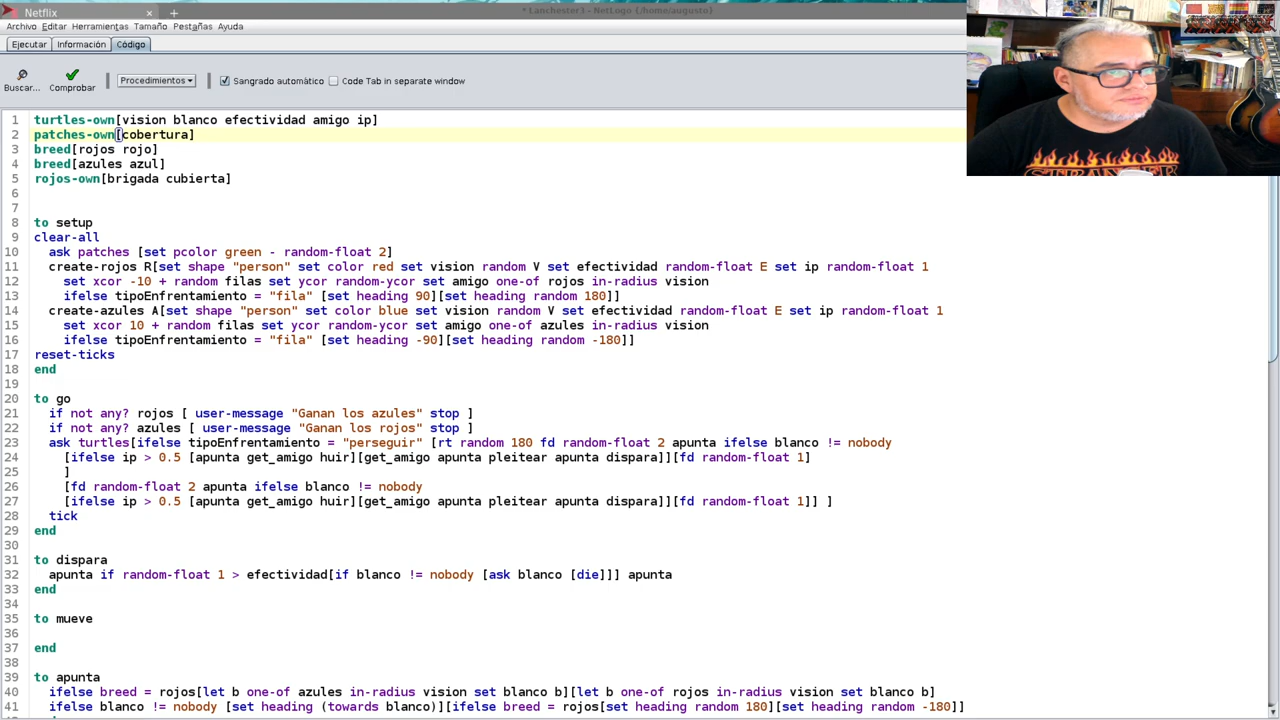 Netflix × +
* Lanchester3 - NetLogo {/home/augusto}
Archivo Editar Herramientas Tamaño Pestañas Ayuda
Ejecutar Información Código
Buscar... Comprobar Procedimientos Sangrado automático Code Tab in separate window
1 turtles-own[vision blanco efectividad amigo ip]
2 patches-own[cobertura]
3 breed[rojos rojo]
4 breed[azules azul]
5 rojos-own[brigada cubierta]
6
7
8 to setup
9 clear-all
10 ask patches [set pcolor green - random-float 2]
11 create-rojos R[set shape "person" set color red set vision random V set efectividad random-float E set ip random-float 1
12 set xcor -10 + random filas set ycor random-ycor set amigo one-of rojos in-radius vision
13 ifelse tipoEnfrentamiento = "fila" [set heading 90][set heading random 180]]
14 create-azules A[set shape "person" set color blue set vision random V set efectividad random-float E set ip random-float 1
15 set xcor 10 + random filas set ycor random-ycor set amigo one-of azules in-radius vision
16 ifelse tipoEnfrentamiento = "fila" [set heading -90][set heading random -180]]
17 reset-ticks
18 end
19
20 to go
21 if not any? rojos [ user-message "Ganan los azules" stop ]
22 if not any? azules [ user-message "Ganan los rojos" stop ]
23 ask turtles[ifelse tipoEnfrentamiento = "perseguir" [rt random 180 fd random-float 2 apunta ifelse blanco != nobody
24 [ifelse ip > 0.5 [apunta get_amigo huir][get_amigo apunta pleitear apunta dispara]][fd random-float 1]
25 ]
26 [fd random-float 2 apunta ifelse blanco != nobody
27 [ifelse ip > 0.5 [apunta get_amigo huir][get_amigo apunta pleitear apunta dispara]][fd random-float 1]] ]
28 tick
29 end
30
31 to dispara
32 apunta if random-float 1 > efectividad[if blanco != nobody [ask blanco [die]]] apunta
33 end
34
35 to mueve
36
37 end
38
39 to apunta
40 ifelse breed = rojos[let b one-of azules in-radius vision set blanco b][let b one-of rojos in-radius vision set blanco b]
41 ifelse blanco != nobody [set heading (towards blanco)][ifelse breed = rojos[set heading random 180][set heading random -180]]